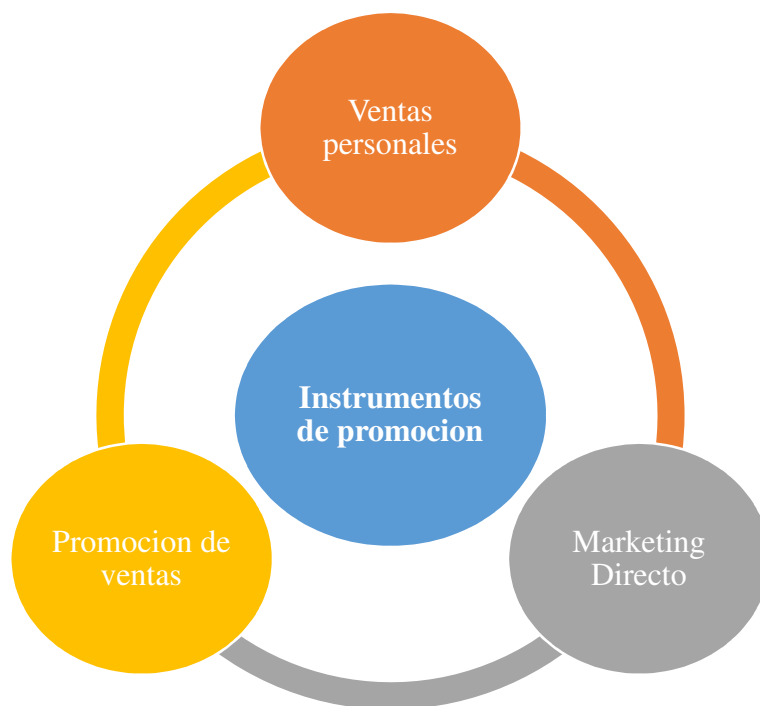 Ventas
personales
Instrumentos
de promocion
Promocion de
ventas
Marketing
Directo